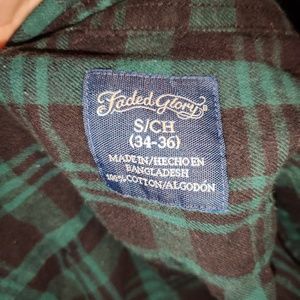 Faded Glory®
S/CH
(34-36)
MADE IN/HECHO EN
BANGLADESH
100% COTTON/ALGODÓN